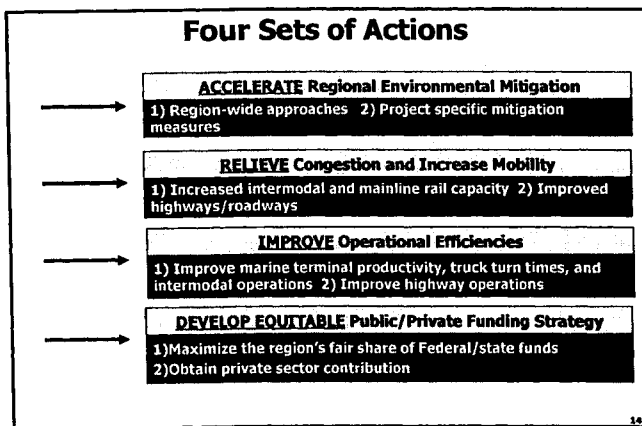 Four Sets of Actions
ACCELERATE Regional Environmental Mitigation
1) Region-wide approaches 2) Project specific mitigation
measures
RELIEVE Congestion and Increase Mobility
1) Increased intermodal and mainline rail capacity 2) Improved
highways/roadways
IMPROVE Operational Efficiencies
1) Improve marine terminal productivity, truck turn times, and
intermodal operations 2) Improve highway operations
DEVELOP EQUITABLE Public/Private Funding Strategy
1)Maximize the region's fair share of Federal/state funds
2)Obtain private sector contribution
14